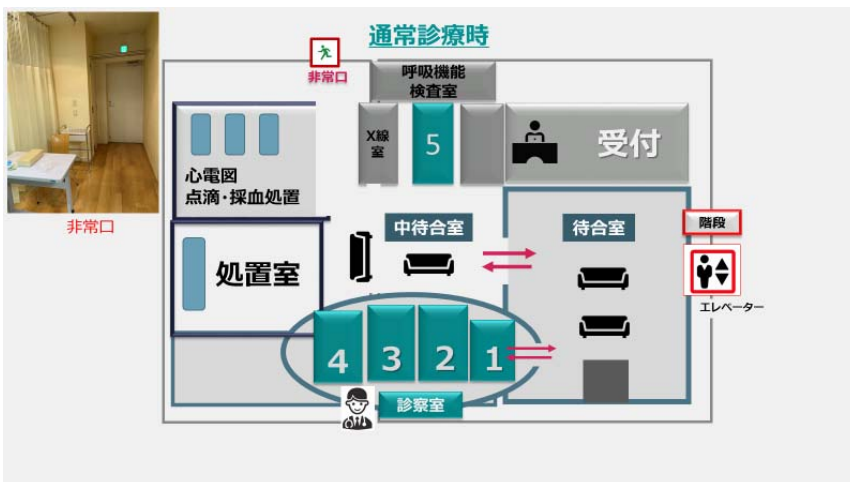 通常診療時
非常口
呼吸機能
検査室
X線
室
5
受付
心電図
点滴・採血処置
非常口
中待合室
待合室
階段
処置室
エレベーター
4
3
2
1
診察室